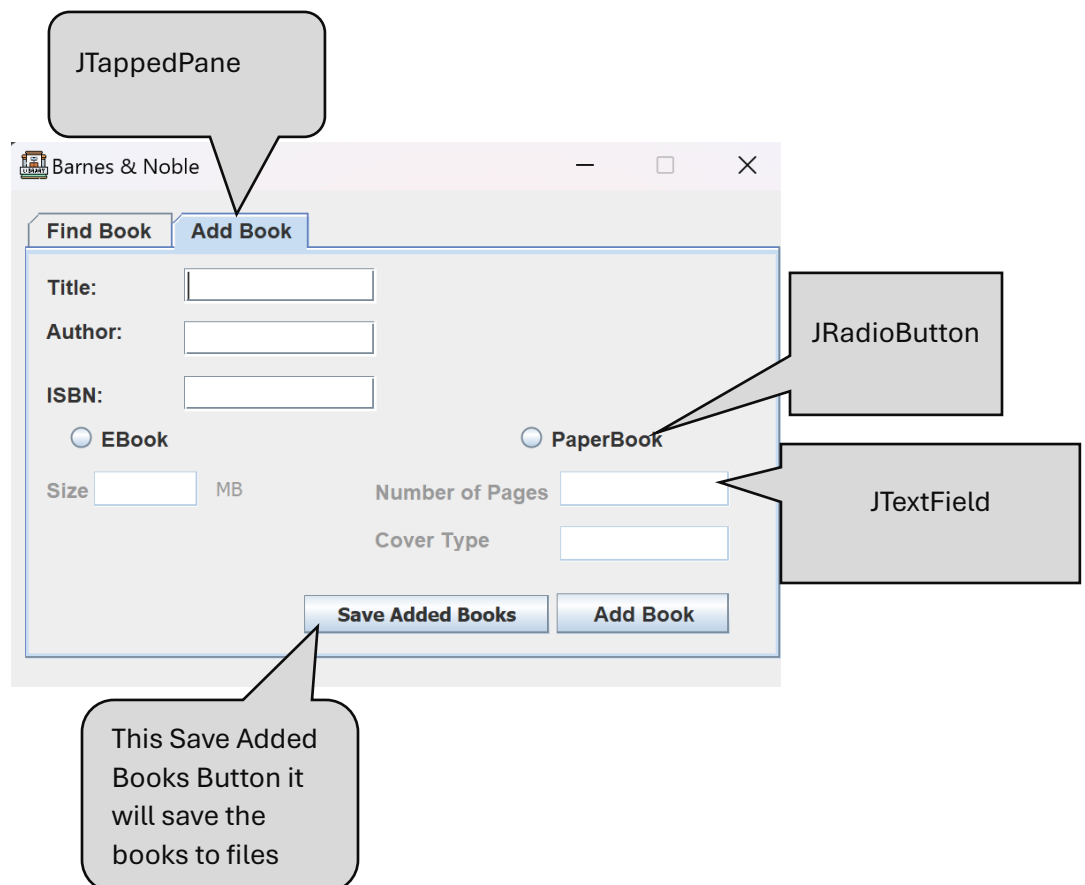 JTappedPane
Barnes & Noble
Find Book Add Book
Title:
Author:
JRadioButton
ISBN:
EBook PaperBook
Size MB Number of Pages
JTextField
Cover Type
Save Added Books Add Book
This Save Added
Books Button it
will save the
books to files